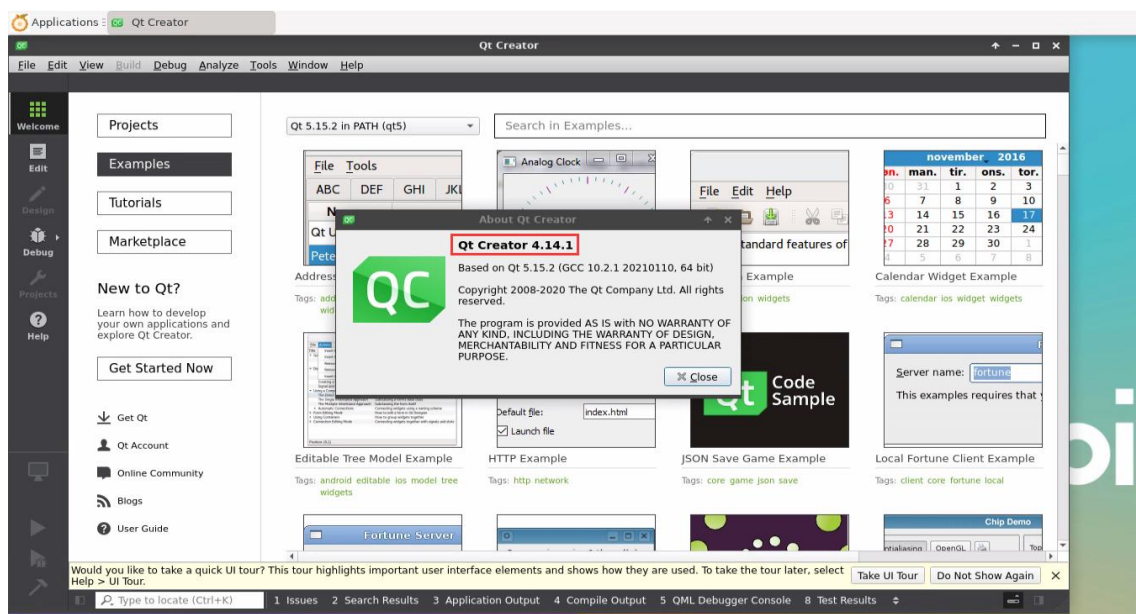 Applications
Qt Creator
Qt Creator
File Edit View Build Debug Analyze Tools Window Help
Welcome
Edit
Design
Debug
Projects
Help
Projects
Examples
Tutorials
Marketplace
New to Qt?
Learn how to develop
your own applications and
explore Qt Creator.
Get Started Now
Get Qt
Qt Account
Online Community
Blogs
User Guide
Qt 5.15.2 in PATH (qt5)
Search in Examples...
File Tools
ABC DEF GHI
Analog Clock
File Edit Help
tandard features of
november 2016
man. tir. ons. tor.
31 1 2 3
6 7 8 9 10
14 15 16 17
21 22 23 24
28 29 30 1
4 5 6 7 8
About Qt Creator
Qt Creator 4.14.1
Based on Qt 5.15.2 (GCC 10.2.1 20210110, 64 bit)
Copyright 2008-2020 The Qt Company Ltd. All rights
reserved.
The program is provided AS IS with NO WARRANTY OF
ANY KIND, INCLUDING THE WARRANTY OF DESIGN,
MERCHANTABILITY AND FITNESS FOR A PARTICULAR
PURPOSE.
Close
QC
Example
Calendar Widget Example
Tags: calendar ios widget widgets
Default file: index.html
Launch file
Qt Code
Sample
Server name: fortune
This examples requires that
Editable Tree Model Example
Tags: android editable ios model tree
widgets
HTTP Example
Tags: http network
JSON Save Game Example
Tags: core game json save
Local Fortune Client Example
Tags: client core fortune local
Fortune Server
Chip Demo
OpenGL
Would you like to take a quick UI tour? This tour highlights important user interface elements and shows how they are used. To take the tour later, select
Help > UI Tour.
Take UI Tour
Do Not Show Again
Type to locate (Ctrl+K)
1 Issues 2 Search Results 3 Application Output 4 Compile Output 5 QML Debugger Console 8 Test Results